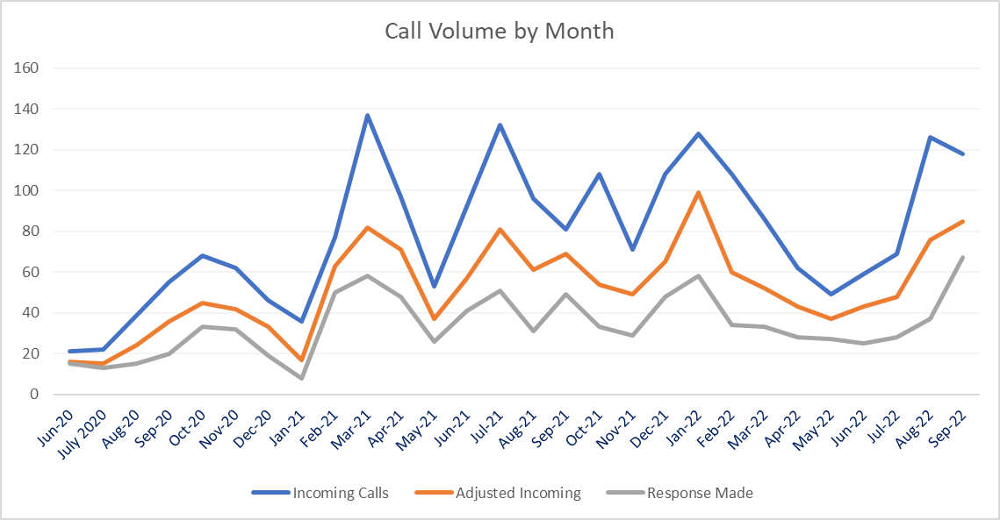 Call Volume by Month
160
140
120
100
80
60
40
20
0
Jun-20
July 2020
Aug-20
Sep-20
Oct-20
Nov-20
Dec-20
Jan-21
Feb-21
Mar-21
Apr-21
May-21
Jun-21
Jul-21
Aug-21
Sep-21
Oct-21
Nov-21
Dec-21
Jan-22
Feb-22
Mar-22
Apr-22
May-22
Jun-22
Jul-22
Aug-22
Sep-22
Incoming Calls Adjusted Incoming Response Made